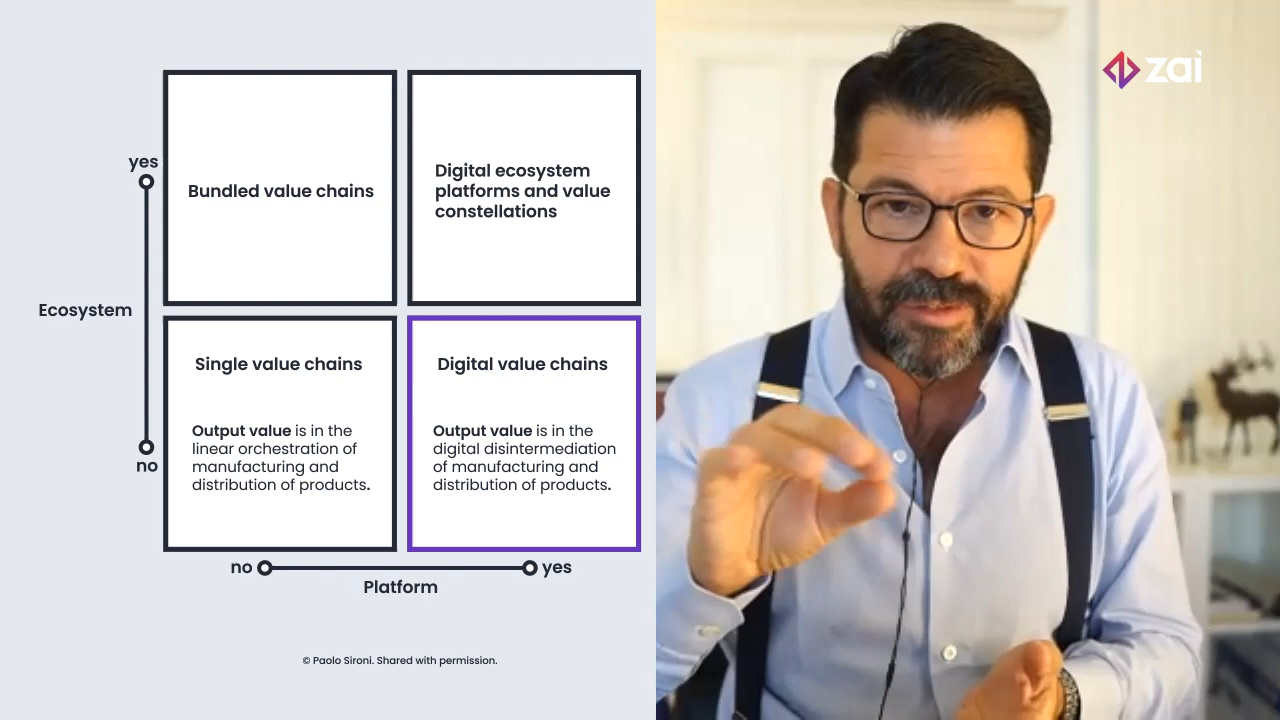 zai
yes
Bundled value chains
Digital ecosystem
platforms and value
constellations
Ecosystem
Single value chains
Output value is in the
linear orchestration of
manufacturing and
distribution of products.
Digital value chains
Output value is in the
digital disintermediation
of manufacturing and
distribution of products.
no
no
yes
Platform
© Paolo Sironi. Shared with permission.